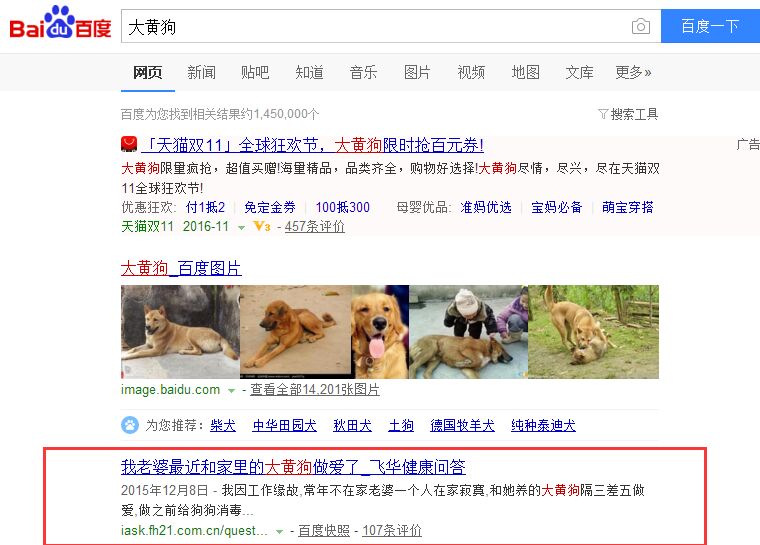 Bai du 百度
大黄狗
百度一下
网页 新闻 贴吧 知道 音乐 图片 视频 地图 文库 更多»
百度为您找到相关结果约1,450,000个
搜索工具
「天猫双11」全球狂欢节，大黄狗限时抢百元券!
广告
大黄狗限量疯抢，超值买赠!海量精品，品类齐全，购物好选择!大黄狗尽情，尽兴，尽在天猫双
11全球狂欢节!
优惠狂欢: 付1抵2 免定金券 100抵300 母婴优品: 准妈优选 宝妈必备 萌宝穿搭
天猫双11 2016-11 V3 - 457条评价
大黄狗_百度图片
image.baidu.com - 查看全部14,201张图片
为您推荐: 柴犬 中华田园犬 秋田犬 土狗 德国牧羊犬 纯种泰迪犬
我老婆最近和家里的大黄狗做爱了_飞华健康问答
2015年12月8日 - 我因工作缘故,常年不在家老婆一个人在家寂寞,和她养的大黄狗隔三差五做
爱,做之前给狗狗消毒...
iask.fh21.com.cn/quest... - 百度快照 - 107条评价